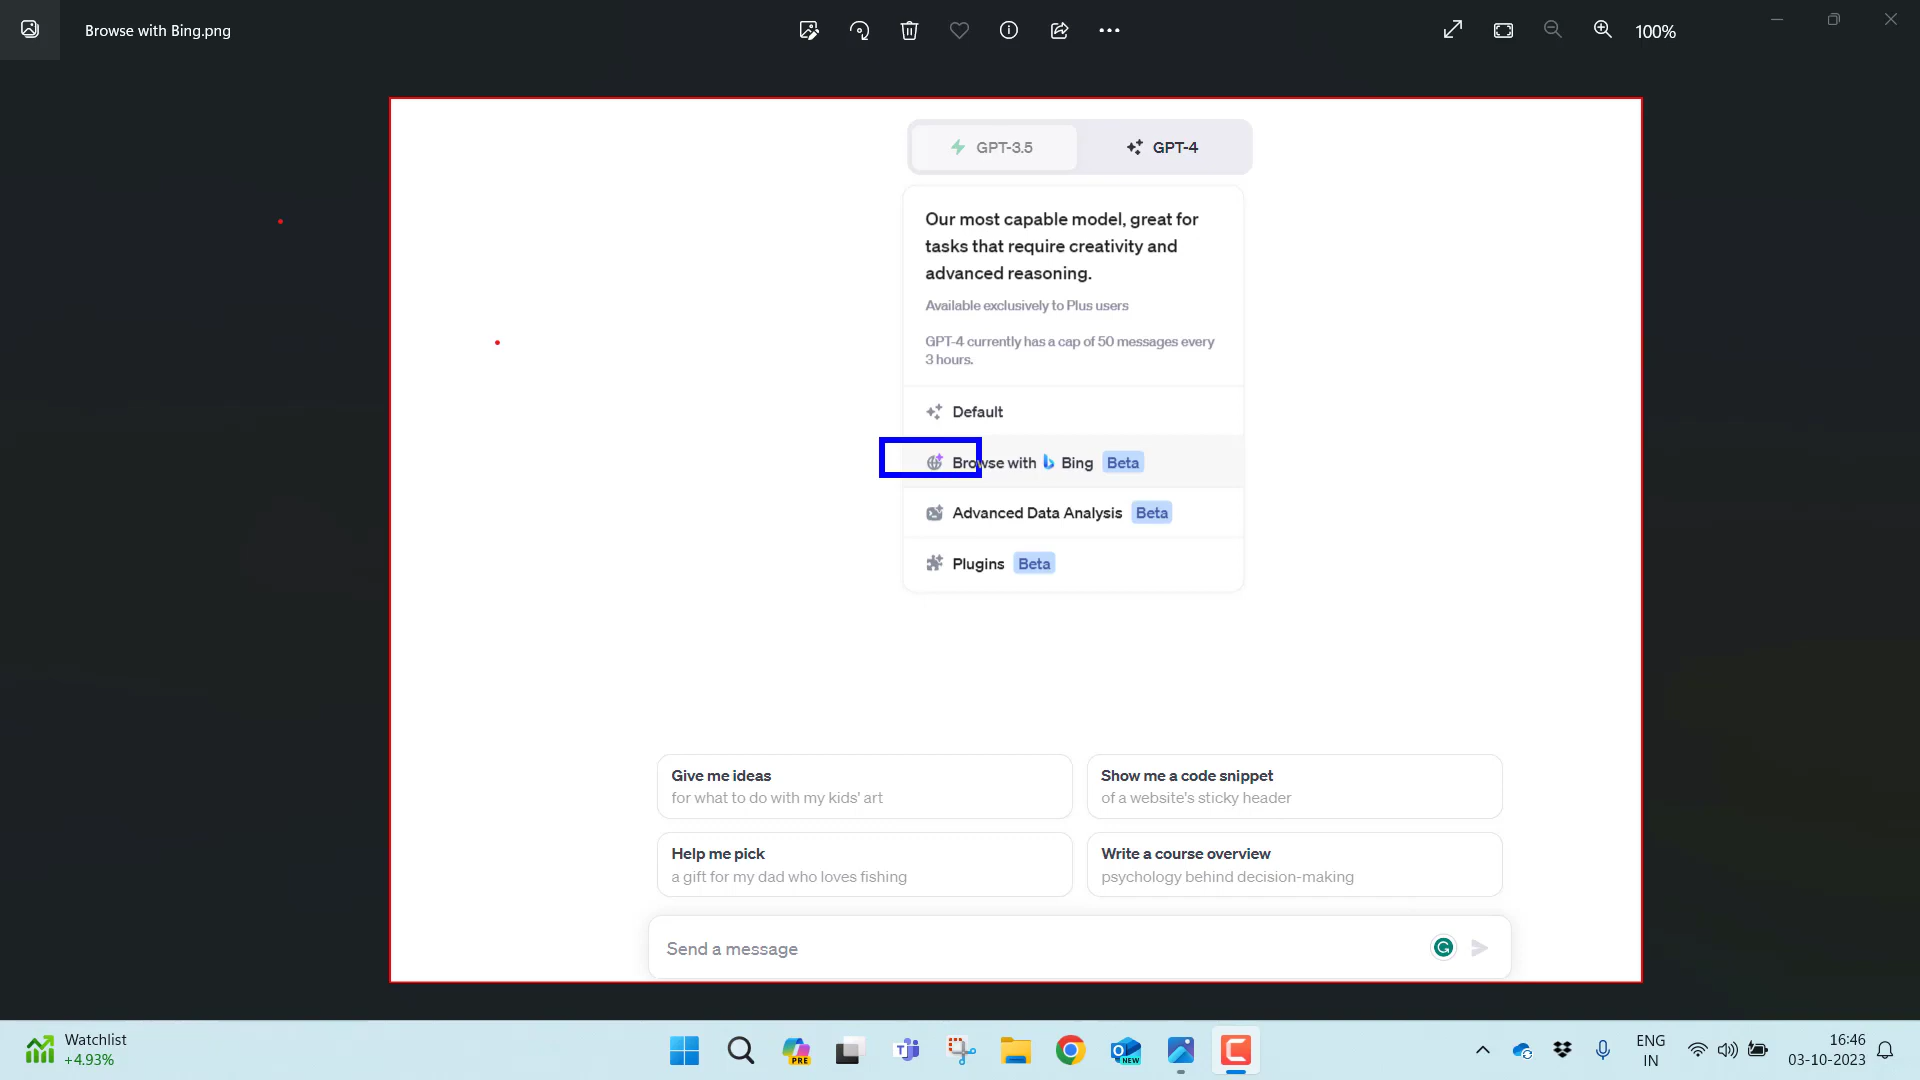 Browse with Bing.png
100%
GPT-3.5
GPT-4
Our most capable model, great for
tasks that require creativity and
advanced reasoning.
Available exclusively to Plus users
GPT-4 currently has a cap of 50 messages every
3 hours.
Default
Browse with Bing Beta
Advanced Data Analysis Beta
Plugins Beta
Give me ideas
for what to do with my kids' art
Show me a code snippet
of a website's sticky header
Help me pick
a gift for my dad who loves fishing
Write a course overview
psychology behind decision-making
Send a message
Watchlist
+4.93%
PRE
NEW
ENG
IN
16:46
03-10-2023